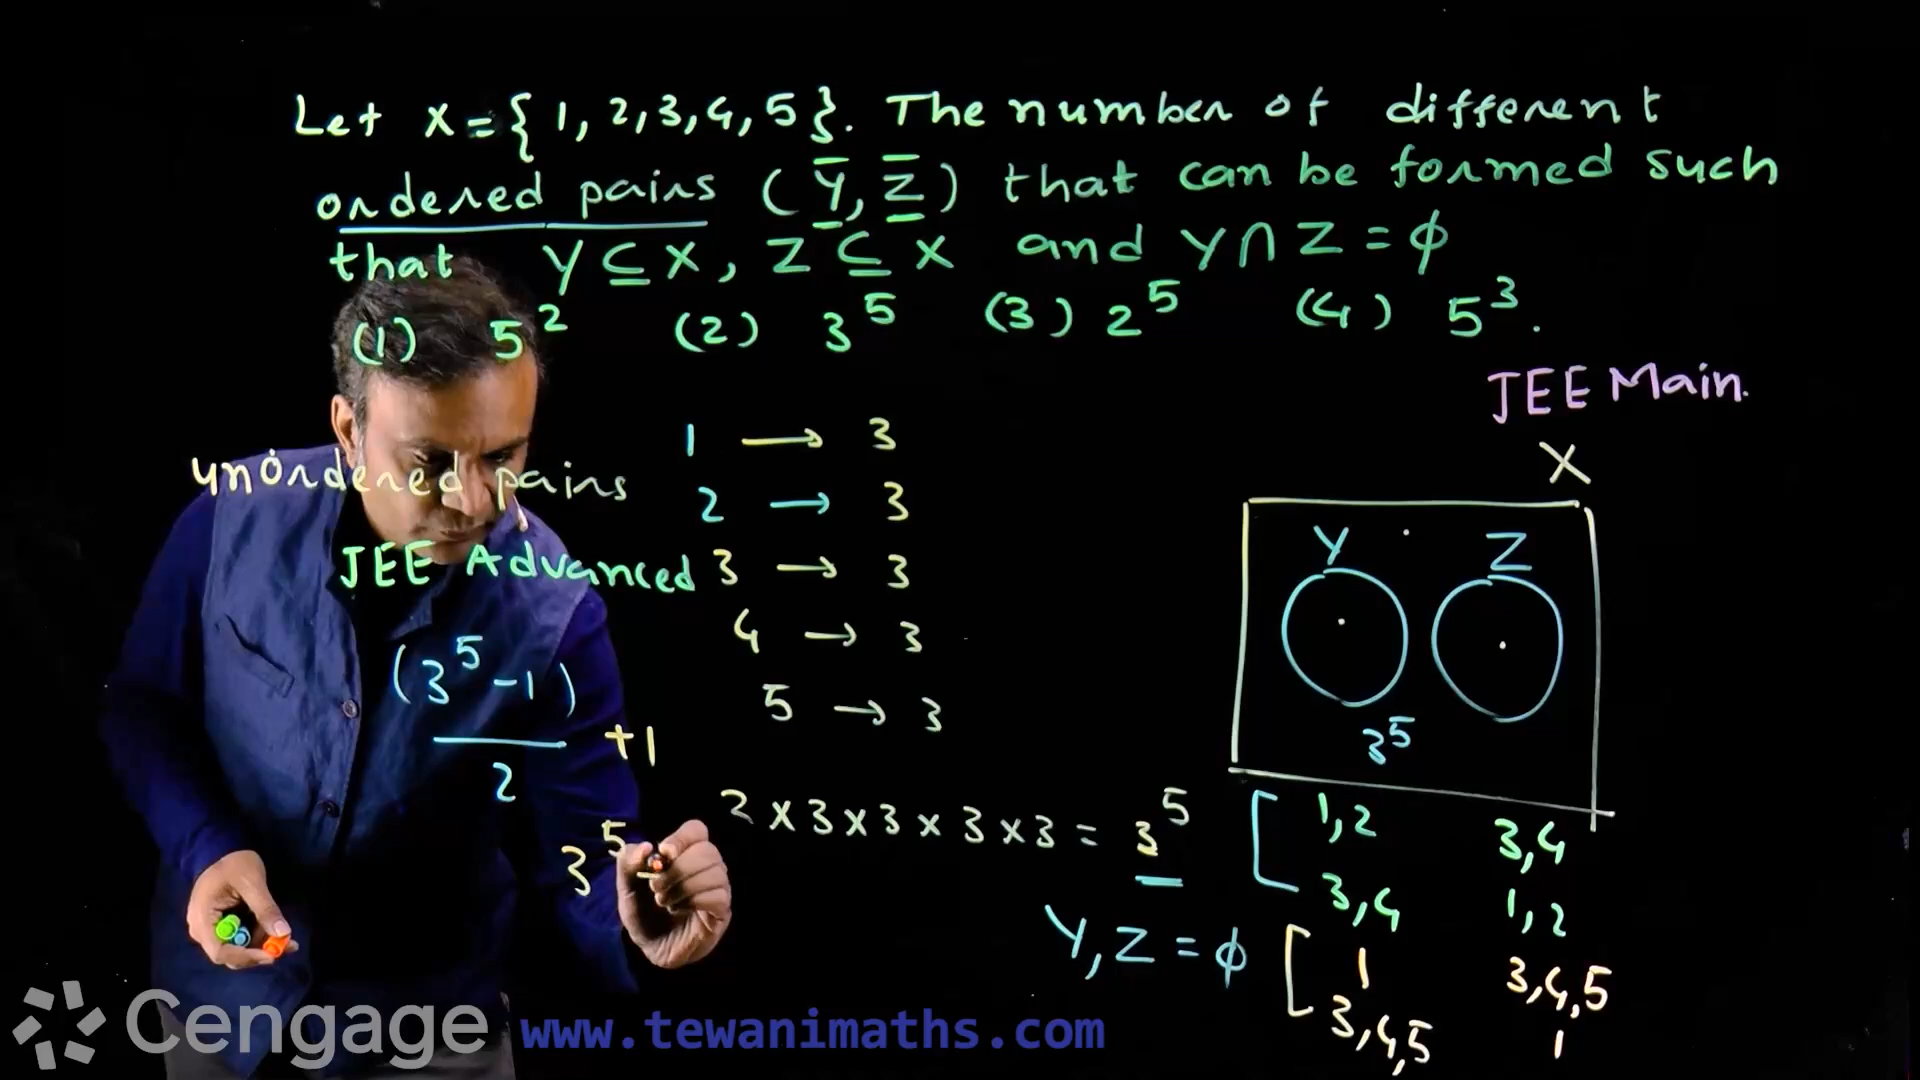 Let X = { 1, 2, 3, 4, 5 }. The number of different
ordered pairs ( Y, Z ) that can be formed such
that Y ⊆ X, Z ⊆ X and Y ∩ Z = ϕ
(1) 5² (2) 3⁵ (3) 2⁵ (4) 5³.
JEE Main.
unordered pairs
JEE Advanced
(3⁵ - 1)
2
+ 1
3⁵
1 → 3
2 → 3
3 → 3
4 → 3
5 → 3
3 × 3 × 3 × 3 × 3 = 3⁵
X
Y Z
3⁵
1, 2 3, 4
3, 4 1, 2
Y, Z = ϕ
1 3, 4, 5
3, 4, 5 1
Cengage
www.tewanimaths.com